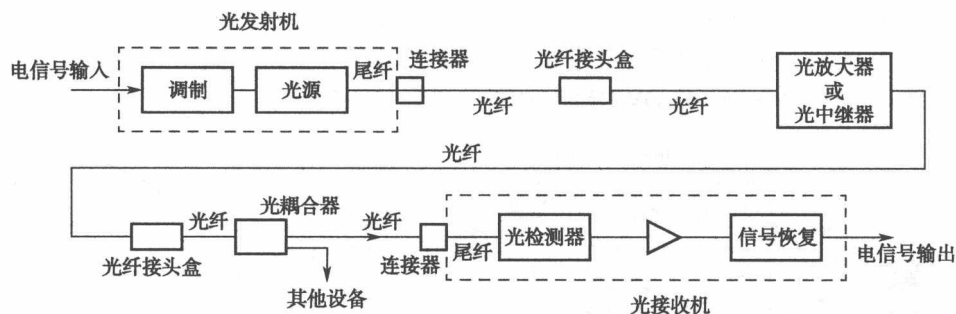 光发射机
电信号输入
调制
光源
尾纤
连接器
光纤
光纤接头盒
光纤
光放大器
或
光中继器
光纤
光纤接头盒
光纤
光耦合器
其他设备
光纤
连接器
尾纤
光检测器
信号恢复
电信号输出
光接收机